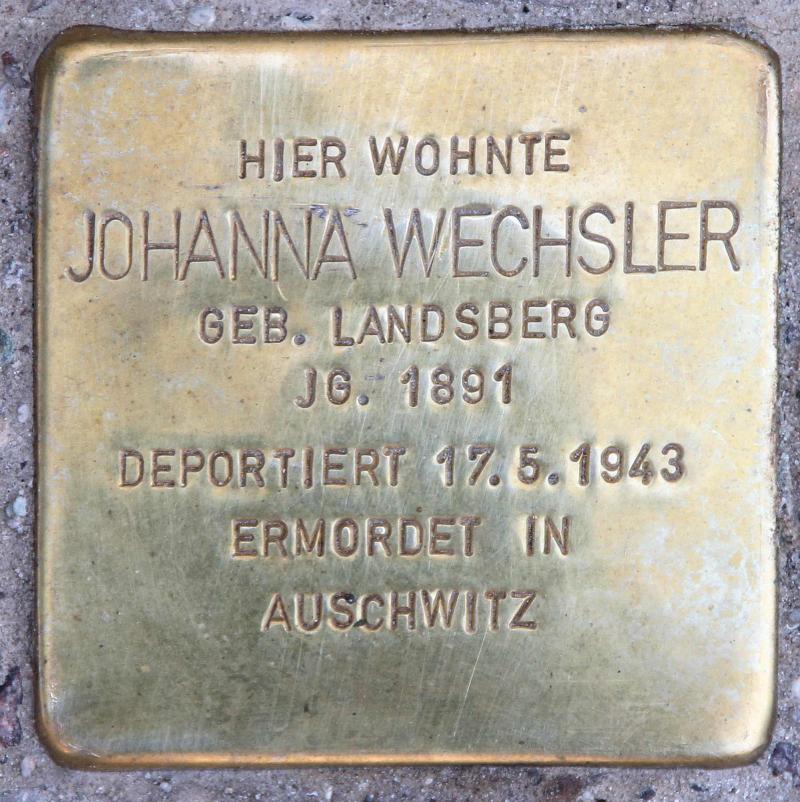 HIER WOHNTE
JOHANNA WECHSLER
GEB. LANDSBERG
JG. 1891
DEPORTIERT 17.5.1943
ERMORDET IN
AUSCHWITZ